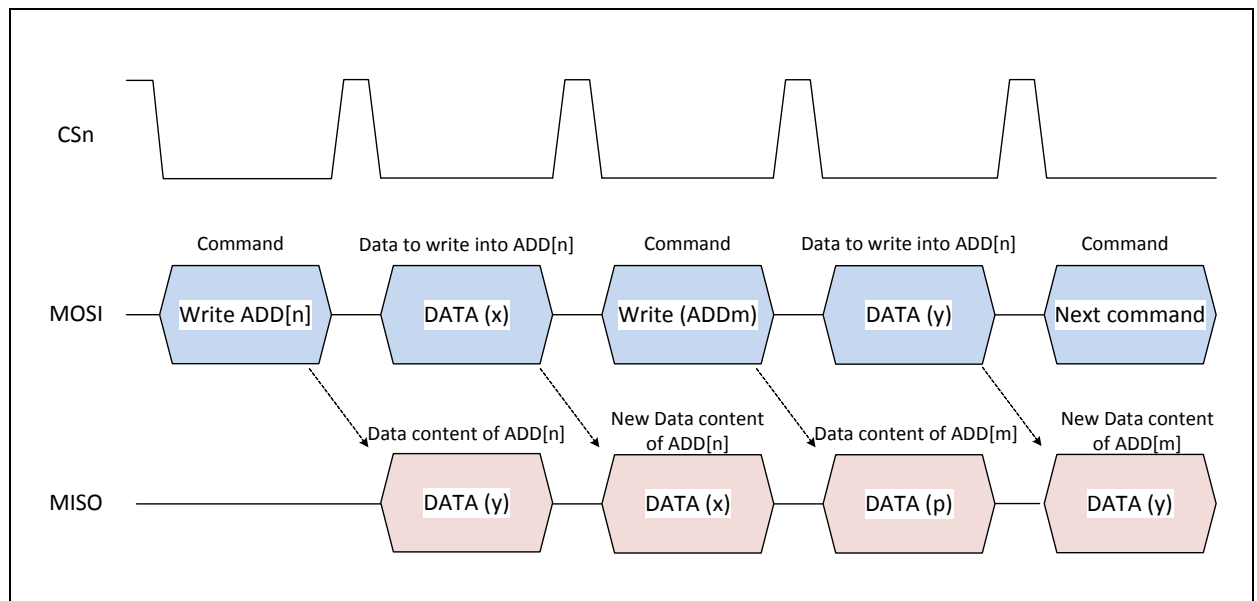 CSn
Command
Data to write into ADD[n]
Command
Data to write into ADD[n]
Command
MOSI
Write ADD[n]
DATA (x)
Write (ADDm)
DATA (y)
Next command
Data content of ADD[n]
New Data content
of ADD[n]
Data content of ADD[m]
New Data content
of ADD[m]
MISO
DATA (y)
DATA (x)
DATA (p)
DATA (y)